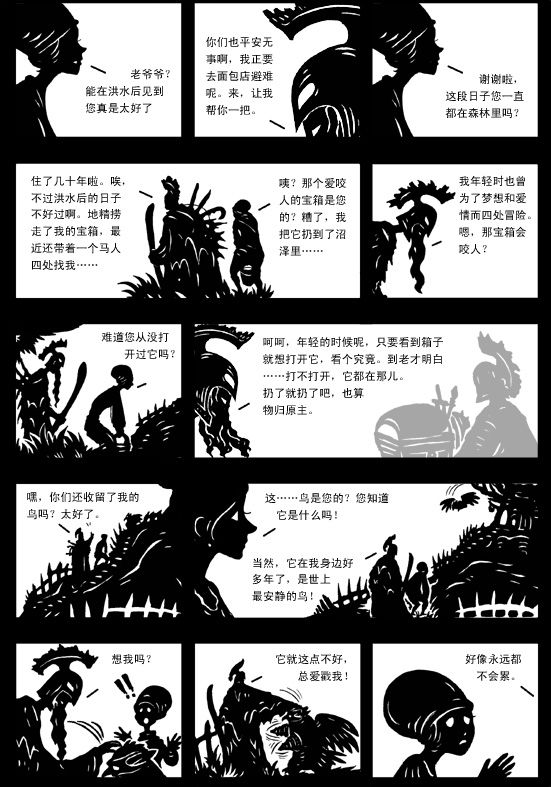 老爷爷？
能在洪水后见到
您真是太好了
你们也平安无
事啊，我正要
去面包店避难
呢。来，让我
帮你一把。
谢谢啦，
这段日子您一直
都在森林里吗？
住了几十年啦。唉，
不过洪水后的日子
不好过啊。地精捞
走了我的宝箱，最
近还带着一个马人
四处找我……
咦？那个爱咬
人的宝箱是您
的？糟了，我
把它扔到了沼
泽里……
我年轻时也曾
为了梦想和爱
情而四处冒险。
嗯，那宝箱会
咬人？
难道您从没打
开过它吗？
呵呵，年轻的时候呢，只要看到箱子
就想打开它，看个究竟。到老才明白
……打不打开，它都在那儿。
扔了就扔了吧，也算
物归原主。
嘿，你们还收留了我的
鸟吗？太好了。
这……鸟是您的？您知道
它是什么吗！
当然，它在我身边好
多年了，是世上
最安静的鸟！
想我吗？
!!
它就这点不好，
总爱戳我！
好像永远都
不会累。